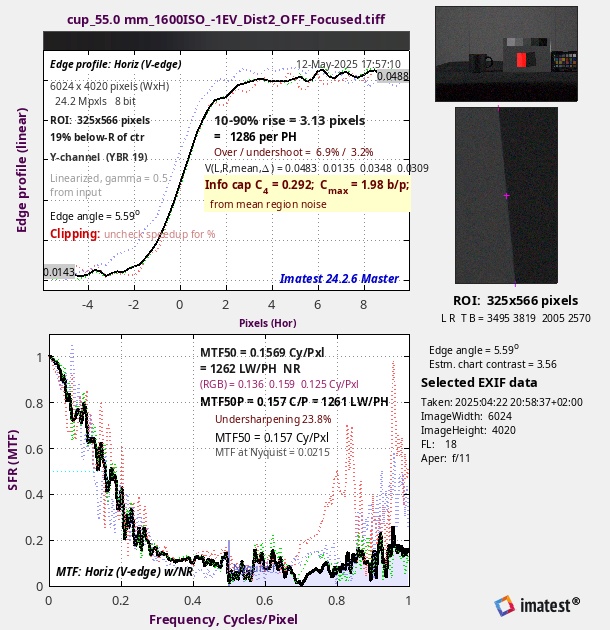 cup_55.0 mm_1600ISO_-1EV_Dist2_OFF_Focused.tiff
Edge profile: Horiz (V-edge)
12-May-2025 17:57:10
0.0488
6024 x 4020 pixels (WxH)
24.2 Mpxls   8 bit
ROI:  325x566 pixels
19% below-R of ctr
Y-channel  (YBR 19)
Linearized, gamma = 0.5
from input
Edge angle = 5.59o
Clipping: uncheck speedup for %
10-90% rise = 3.13 pixels
=  1286 per PH
Over / undershoot =  6.9% /  3.2%
V(L,R,mean,Δ) = 0.0483  0.0135  0.0348  0.0309
Info cap C4 = 0.292;  Cmax = 1.98 b/p;
from mean region noise
0.0143
Imatest 24.2.6 Master
Edge profile (linear)
-4 -2 0 2 4 6 8
Pixels (Hor)
ROI:  325x566 pixels
L R  T B = 3495 3819  2005 2570
MTF50 = 0.1569 Cy/Pxl
= 1262 LW/PH  NR
(RGB) = 0.136  0.159  0.125 Cy/Pxl
MTF50P = 0.157 C/P = 1261 LW/PH
Undersharpening 23.8%
MTF50 = 0.157 Cy/Pxl
MTF at Nyquist = 0.0215
SFR (MTF)
1
0.8
0.6
0.4
0.2
0
MTF: Horiz (V-edge) w/NR
0 0.2 0.4 0.6 0.8 1
Frequency, Cycles/Pixel
Edge angle = 5.59o
Estm. chart contrast = 3.56
Selected EXIF data
Taken: 2025:04:22 20:58:37+02:00
ImageWidth:  6024
ImageHeight:  4020
FL:   18
Aper:  f/11
imatest®